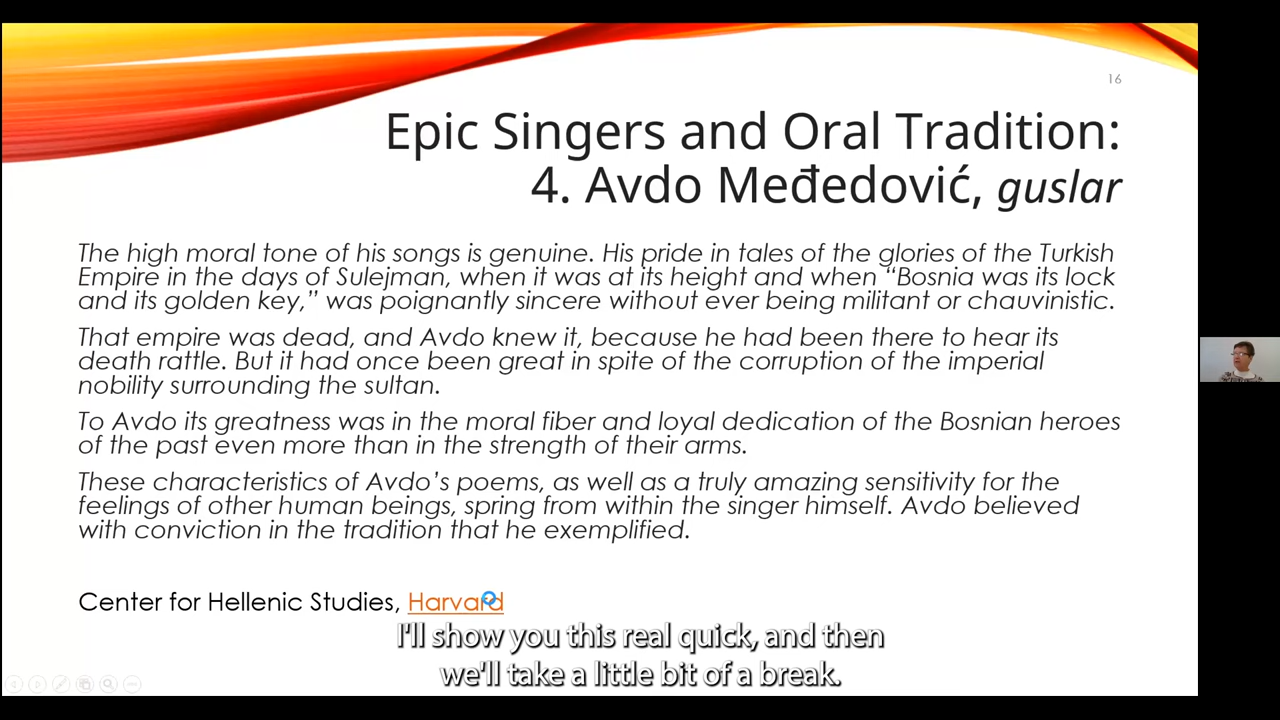 16
Epic Singers and Oral Tradition:
4. Avdo Međedović, guslar
The high moral tone of his songs is genuine. His pride in tales of the glories of the Turkish
Empire in the days of Sulejman, when it was at its height and when “Bosnia was its lock
and its golden key,” was poignantly sincere without ever being militant or chauvinistic.
That empire was dead, and Avdo knew it, because he had been there to hear its
death rattle. But it had once been great in spite of the corruption of the imperial
nobility surrounding the sultan.
To Avdo its greatness was in the moral fiber and loyal dedication of the Bosnian heroes
of the past even more than in the strength of their arms.
These characteristics of Avdo’s poems, as well as a truly amazing sensitivity for the
feelings of other human beings, spring from within the singer himself. Avdo believed
with conviction in the tradition that he exemplified.
Center for Hellenic Studies, Harvard
I'll show you this real quick, and then
we'll take a little bit of a break.